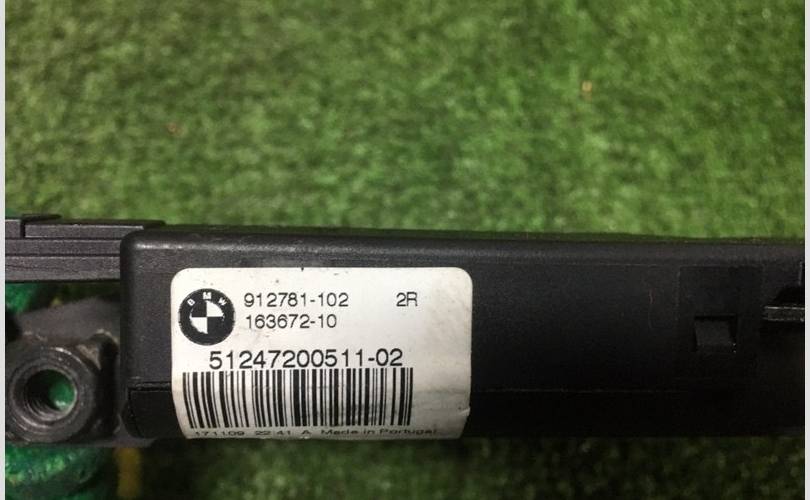 BMW
912781-102 2R
163672-10
51247200511-02
171109 22:41 A Made in Portugal